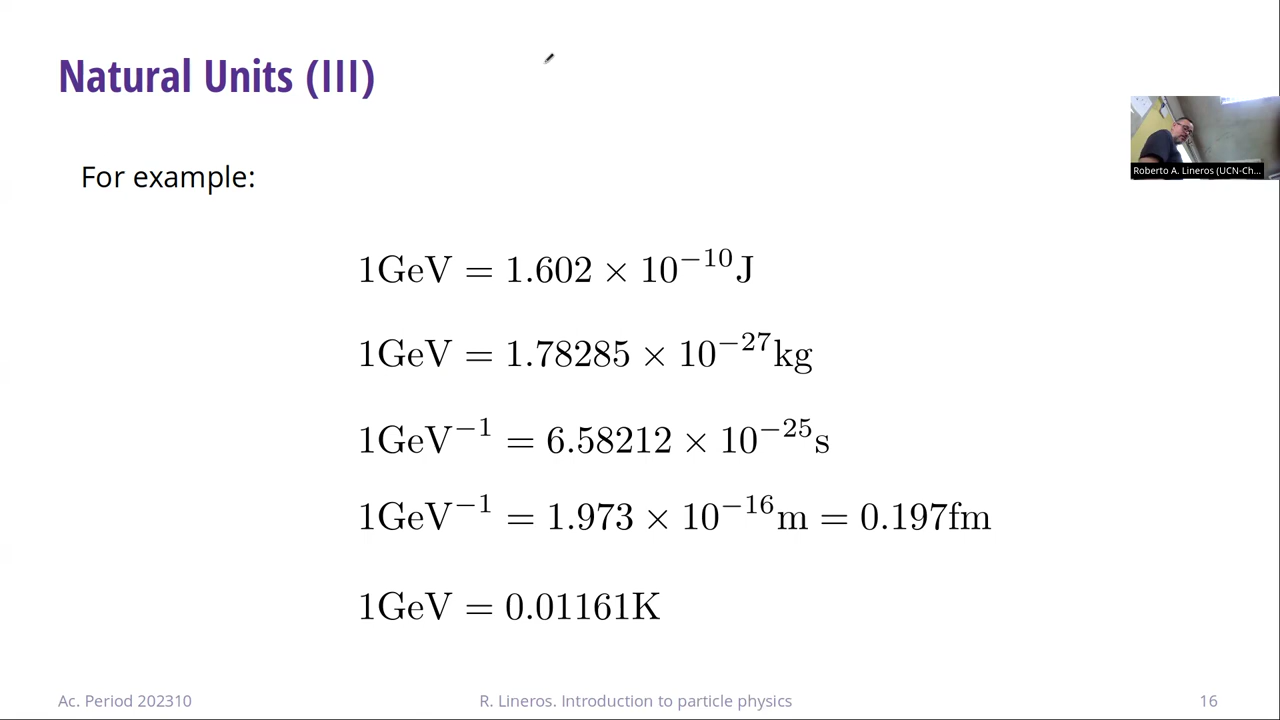 Natural Units (III)
For example:
1GeV = 1.602 × 10⁻¹⁰J
1GeV = 1.78285 × 10⁻²⁷kg
1GeV⁻¹ = 6.58212 × 10⁻²⁵s
1GeV⁻¹ = 1.973 × 10⁻¹⁶m = 0.197fm
1GeV = 0.01161K
Roberto A. Lineros (UCN-Ch...
Ac. Period 202310
R. Lineros. Introduction to particle physics
16